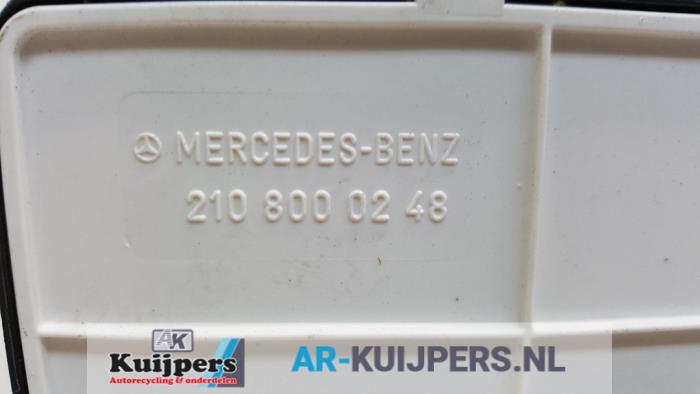 MERCEDES-BENZ
210 800 02 48
AK
Kuijpers
Autorecycling & onderdelen
AR-KUIJPERS.NL